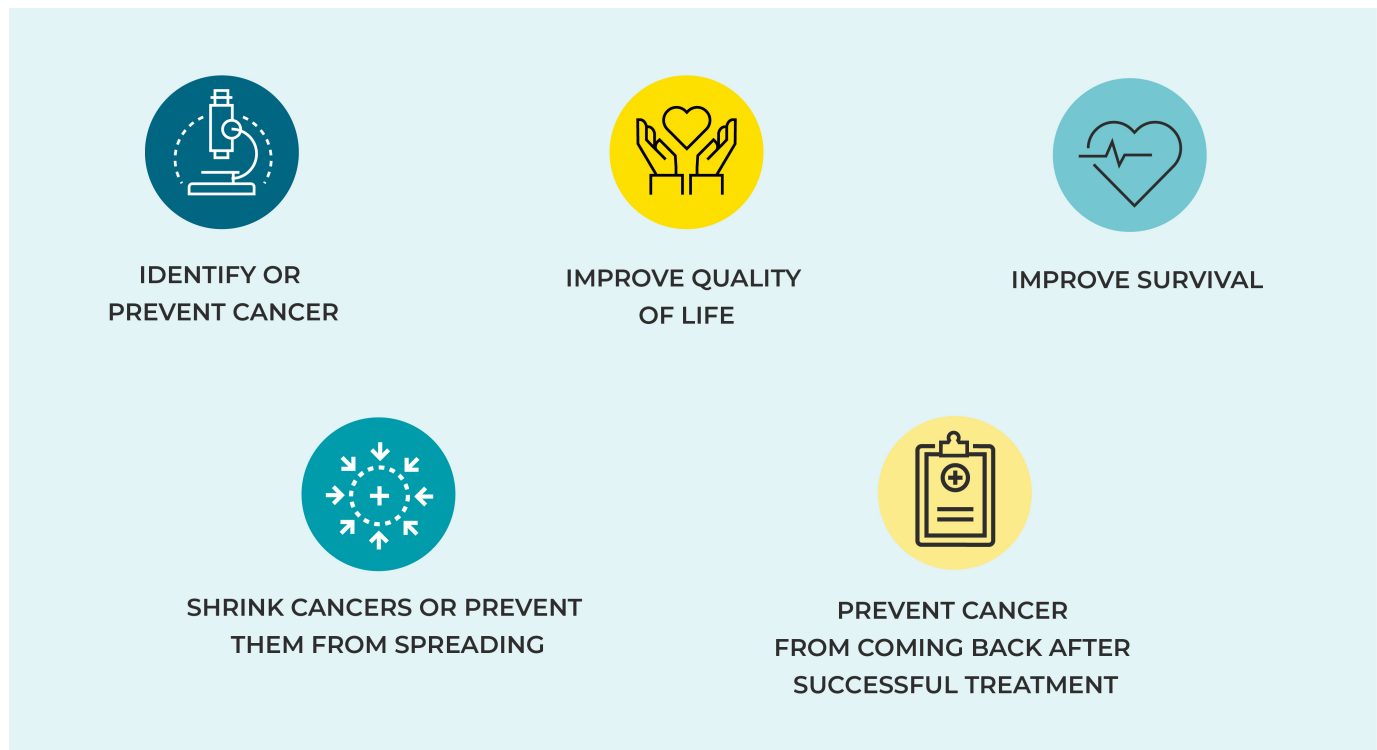 IDENTIFY OR
PREVENT CANCER
IMPROVE QUALITY
OF LIFE
IMPROVE SURVIVAL
SHRINK CANCERS OR PREVENT
THEM FROM SPREADING
PREVENT CANCER
FROM COMING BACK AFTER
SUCCESSFUL TREATMENT